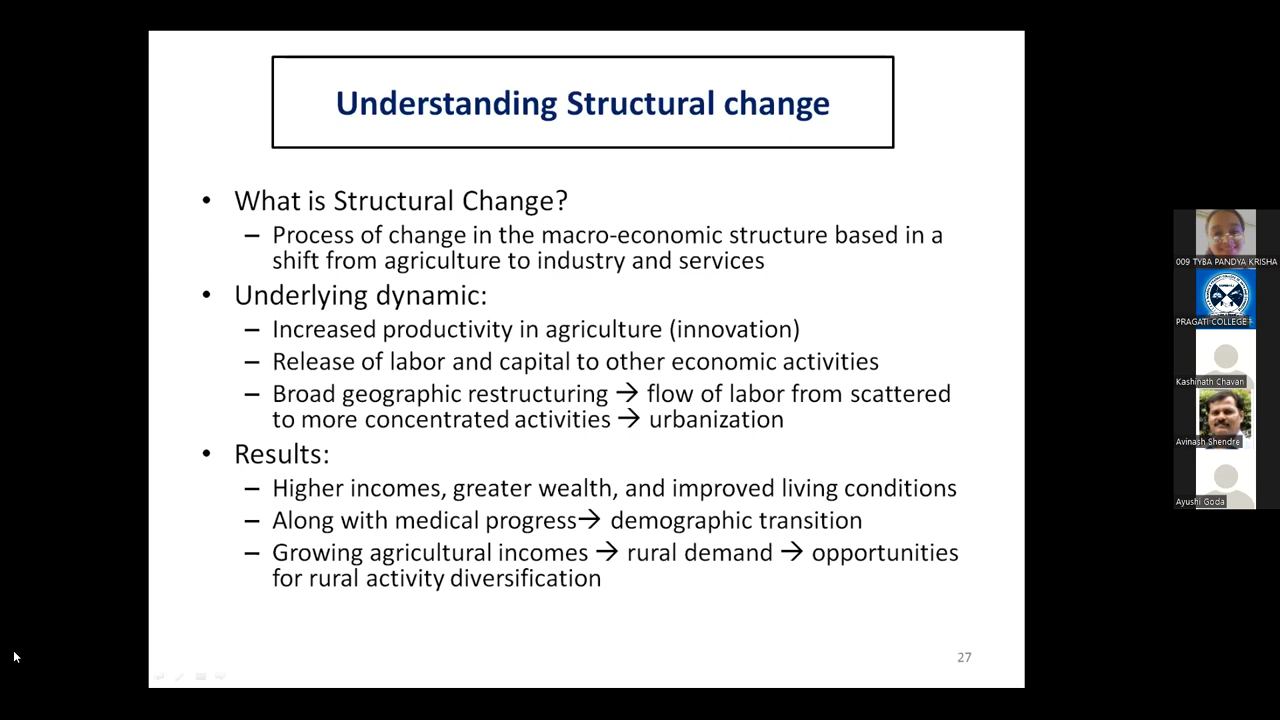 Understanding Structural change
• What is Structural Change?
– Process of change in the macro-economic structure based in a
shift from agriculture to industry and services
• Underlying dynamic:
– Increased productivity in agriculture (innovation)
– Release of labor and capital to other economic activities
– Broad geographic restructuring → flow of labor from scattered
to more concentrated activities → urbanization
• Results:
– Higher incomes, greater wealth, and improved living conditions
– Along with medical progress→ demographic transition
– Growing agricultural incomes → rural demand → opportunities
for rural activity diversification
27
009 TYBA PANDYA KRISHA
PRAGATI COLLEGE
Kashinath Chavan
Avinash Shendre
Ayushi Goda